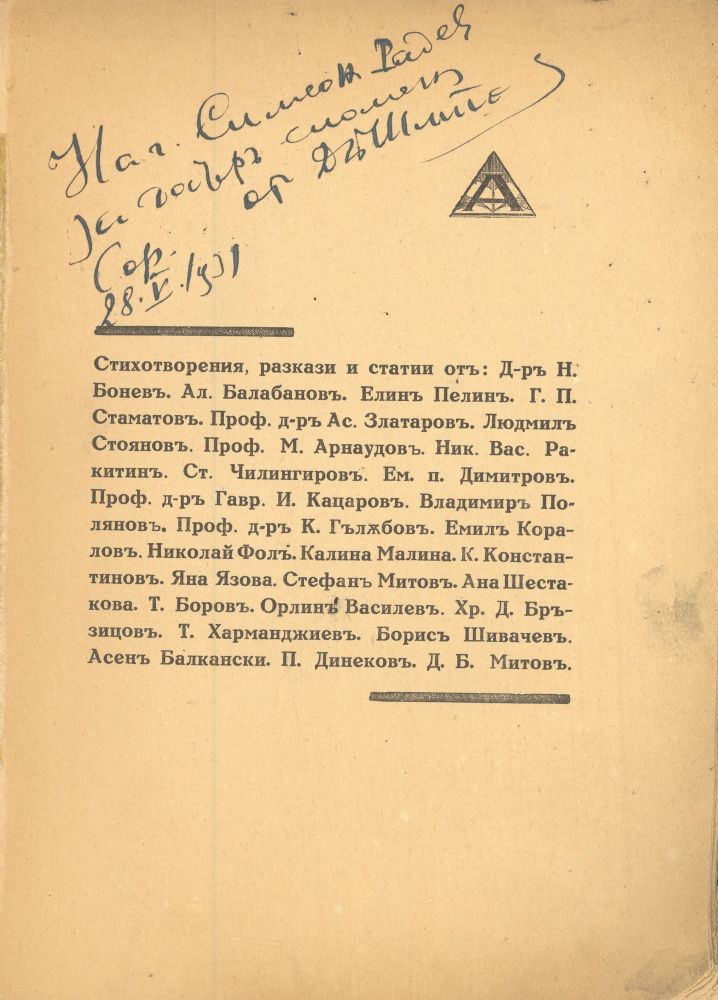 На г. Симеон Радев
за добъръ споменъ
от Д. Б. Митов
Соф.
28. V. 1931
А
Стихотворения, разкази и статии отъ: Д-ръ Н.
Боневъ. Ал. Балабановъ. Елинъ Пелинъ. Г. П.
Стаматовъ. Проф. д-ръ Ас. Златаровъ. Людмилъ
Стояновъ. Проф. М. Арнаудовъ. Ник. Вас. Ра-
китинъ. Ст. Чилингировъ. Ем. п. Димитровъ.
Проф. д-ръ Гавр. И. Кацаровъ. Владимиръ По-
ляновъ. Проф. д-ръ К. Гълѫбовъ. Емилъ Кора-
ловъ. Николай Фолъ. Калина Малина. К. Констан-
тиновъ. Яна Язова. Стефанъ Митовъ. Ана Шеста-
кова. Т. Боровъ. Орлинъ Василевъ. Хр. Д. Бръ-
зицовъ. Т. Харманджиевъ. Борисъ Шивачевъ.
Асенъ Балкански. П. Динековъ. Д. Б. Митовъ.